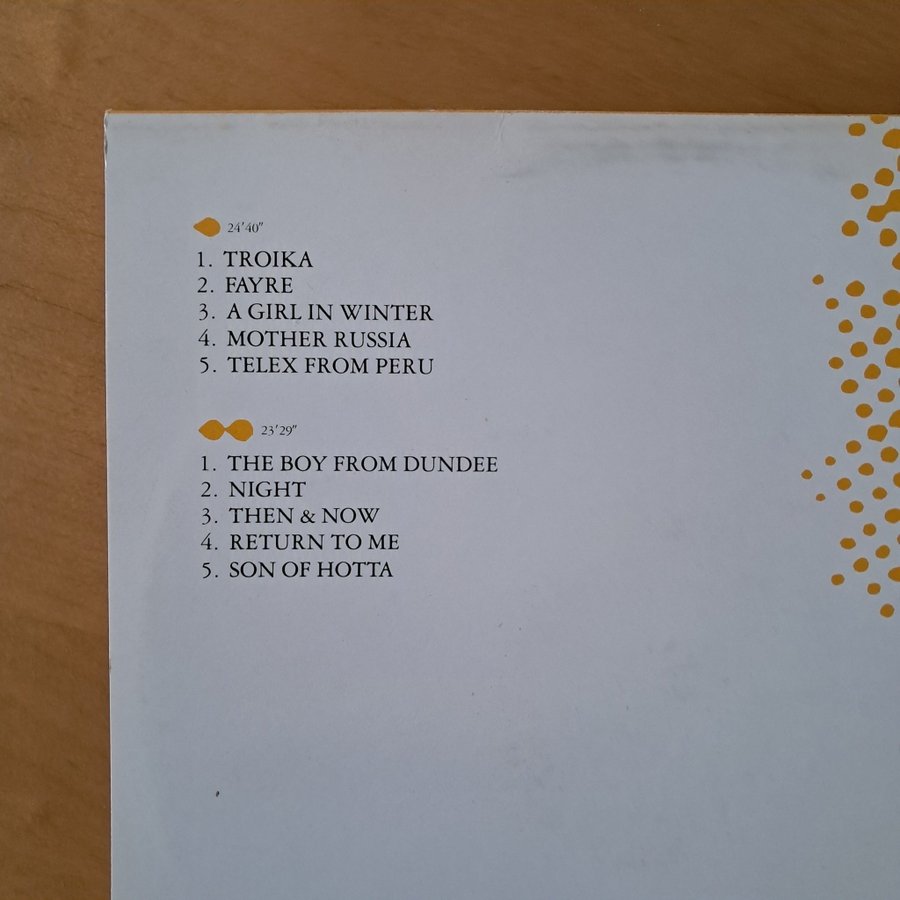 24'40"
1. TROIKA
2. FAYRE
3. A GIRL IN WINTER
4. MOTHER RUSSIA
5. TELEX FROM PERU
23'29"
1. THE BOY FROM DUNDEE
2. NIGHT
3. THEN & NOW
4. RETURN TO ME
5. SON OF HOTTA